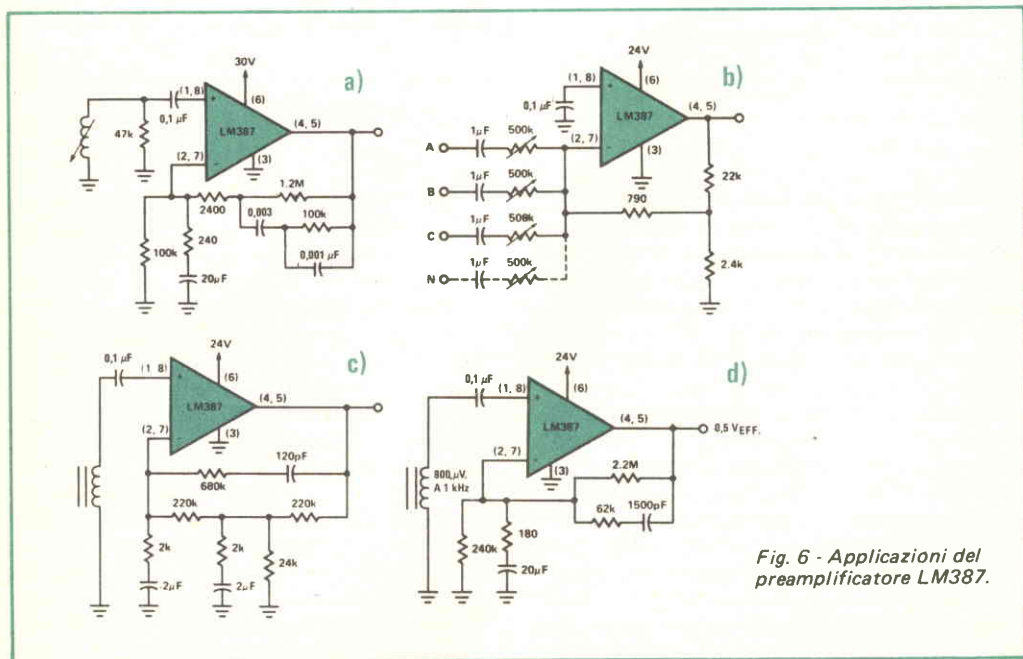 a)
30V
(1, 8)
(6)
0,1 µF
+
LM387
(4, 5)
47k
(2, 7)
-
(3)
2400
1.2M
0,003
100k
0,001 µF
100k
240
20µF
b)
24V
(1, 8)
(6)
0,1 µF
+
LM387
(4, 5)
1µF
500k
A
(2, 7)
-
(3)
1µF
500k
B
22k
790
1µF
508k
C
1µF
500k
N
2.4k
c)
24V
0,1 µF
(1, 8)
(6)
+
LM387
(4, 5)
(2, 7)
-
(3)
120pF
680k
220k
220k
2k
2k
24k
2µF
2µF
d)
24V
0,1 µF
(1, 8)
(6)
+
LM387
(4, 5)
0,5 VEFF.
(2, 7)
-
(3)
800,µV.
A 1 kHz
2.2M
62k
1500pF
240k
180
20µF
Fig. 6 - Applicazioni del
preamplificatore LM387.